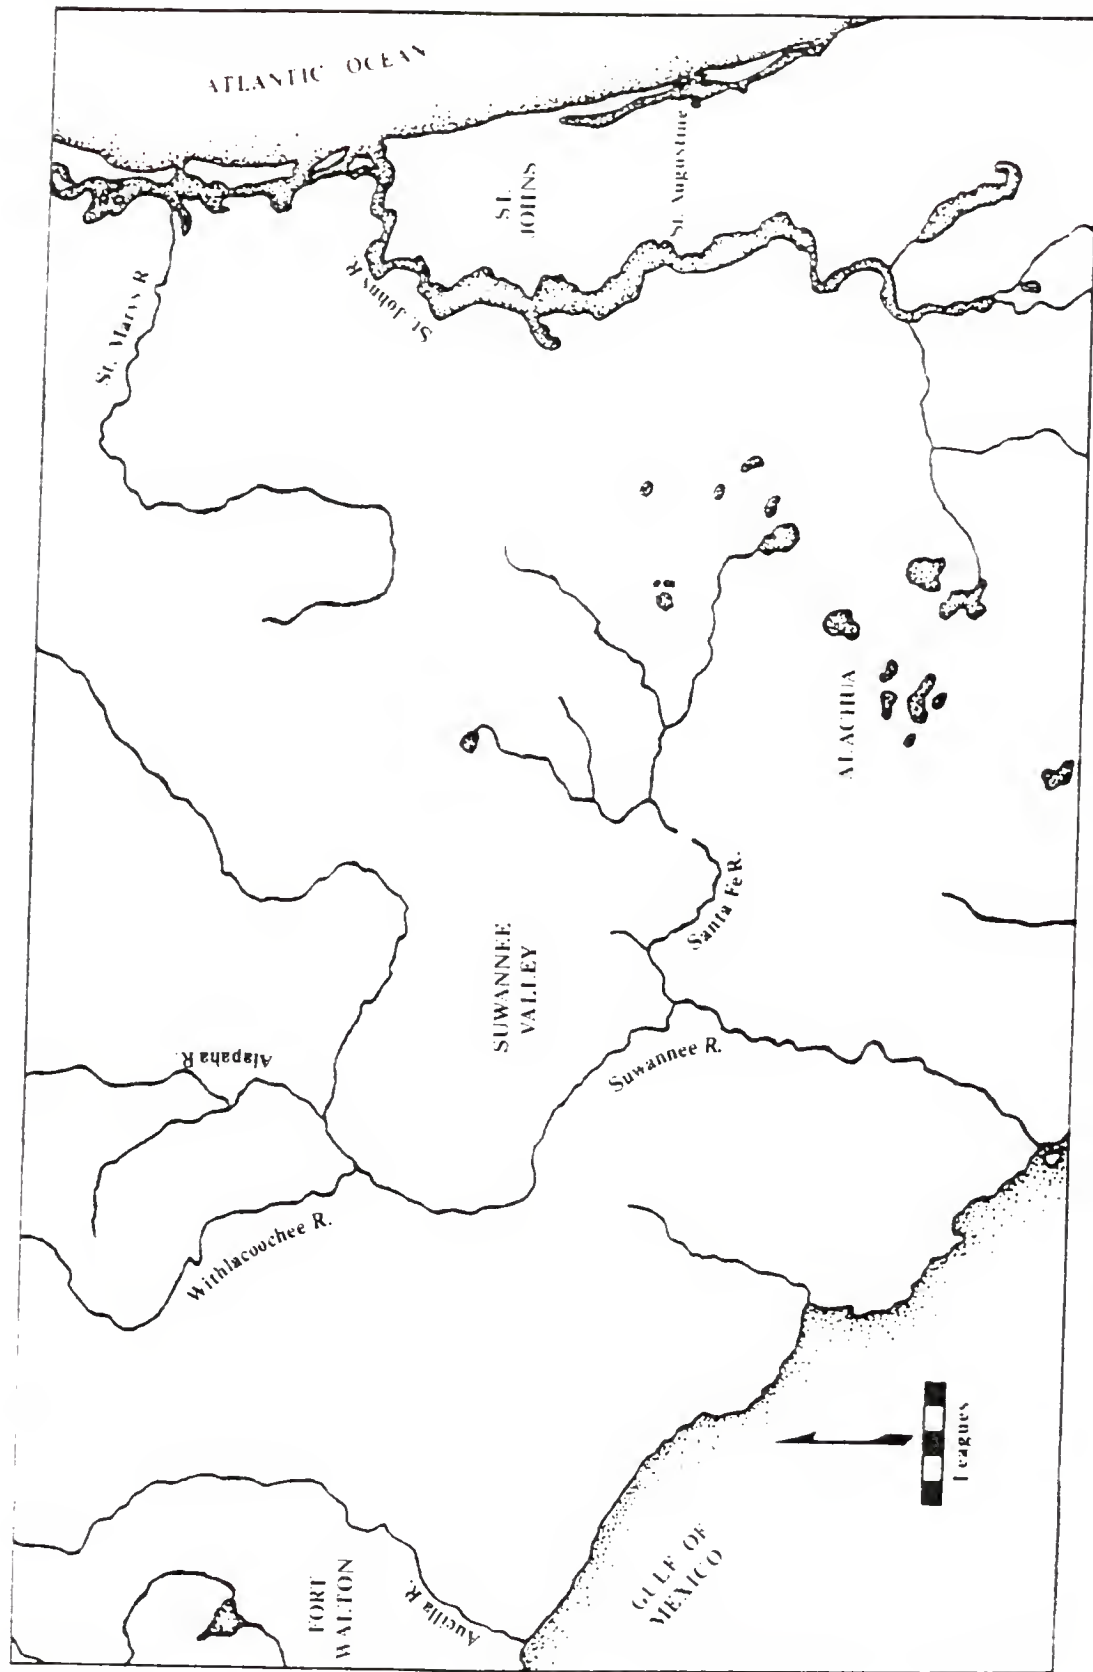 ATLANTIC OCEAN
St. Marys R
St. Johns R
ST.
JOHNS
St. Augustine
Alapaha R.
SUWANNEE
VALLEY
Santa Fe R.
ALACHUA
Suwannee R.
Withlacoochee R.
FORT
WALTON
Aucilla R.
GULF OF
MEXICO
Leagues